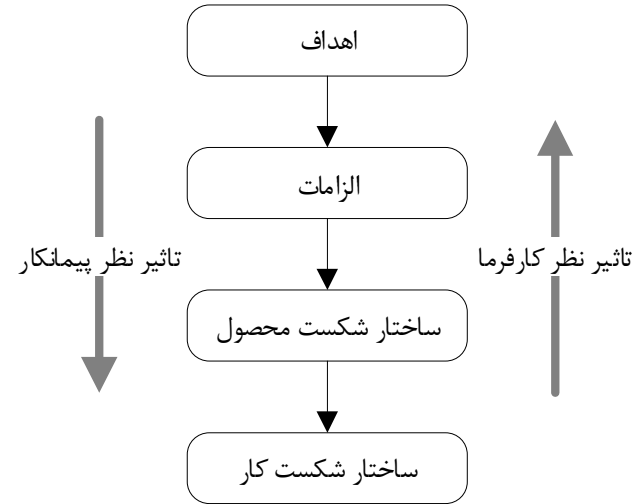 اهداف
الزامات
تاثیر نظر کارفرما
تاثیر نظر پیمانکار
ساختار شکست محصول
ساختار شکست کار